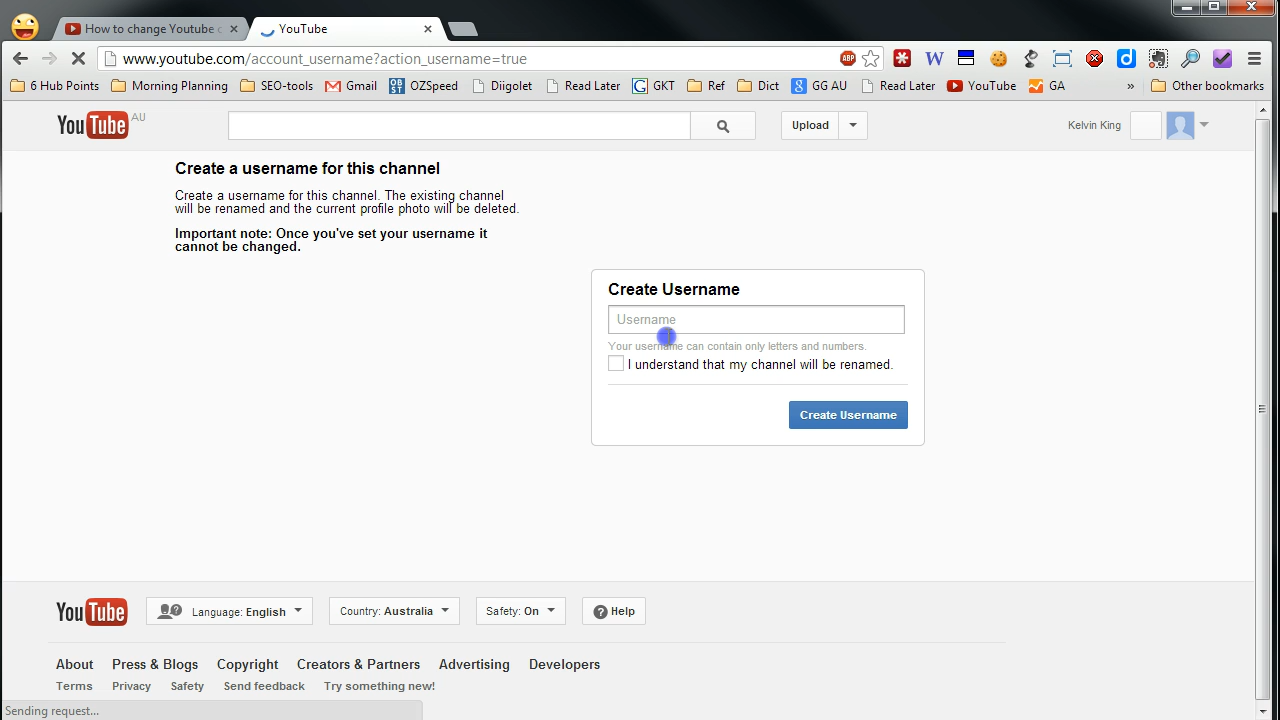 How to change Youtube c
YouTube
www.youtube.com/account_username?action_username=true
ABP
W
6 Hub Points
Morning Planning
SEO-tools
Gmail
OZSpeed
Diigolet
Read Later
GKT
Ref
Dict
GG AU
Read Later
YouTube
GA
»
Other bookmarks
YouTube AU
Upload
Kelvin King
Create a username for this channel
Create a username for this channel. The existing channel
will be renamed and the current profile photo will be deleted.
Important note: Once you've set your username it
cannot be changed.
Create Username
Username
Your username can contain only letters and numbers.
I understand that my channel will be renamed.
Create Username
YouTube
Language: English
Country: Australia
Safety: On
Help
About
Press & Blogs
Copyright
Creators & Partners
Advertising
Developers
Terms
Privacy
Safety
Send feedback
Try something new!
Sending request...